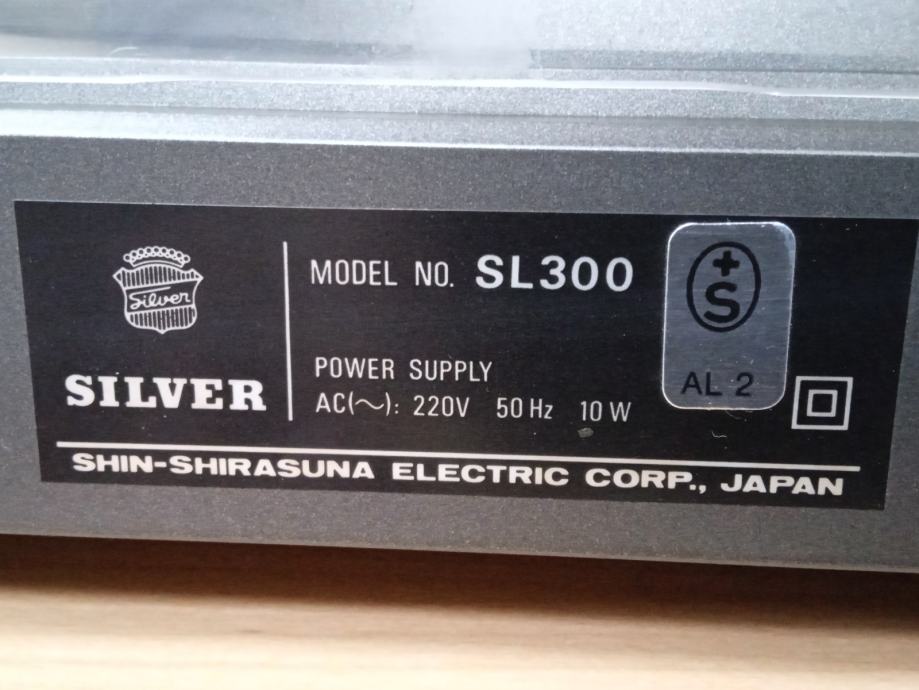 Silver
SILVER
MODEL NO. SL300
POWER SUPPLY
AC(∼): 220V 50Hz 10W
+
S
AL 2
SHIN-SHIRASUNA ELECTRIC CORP., JAPAN